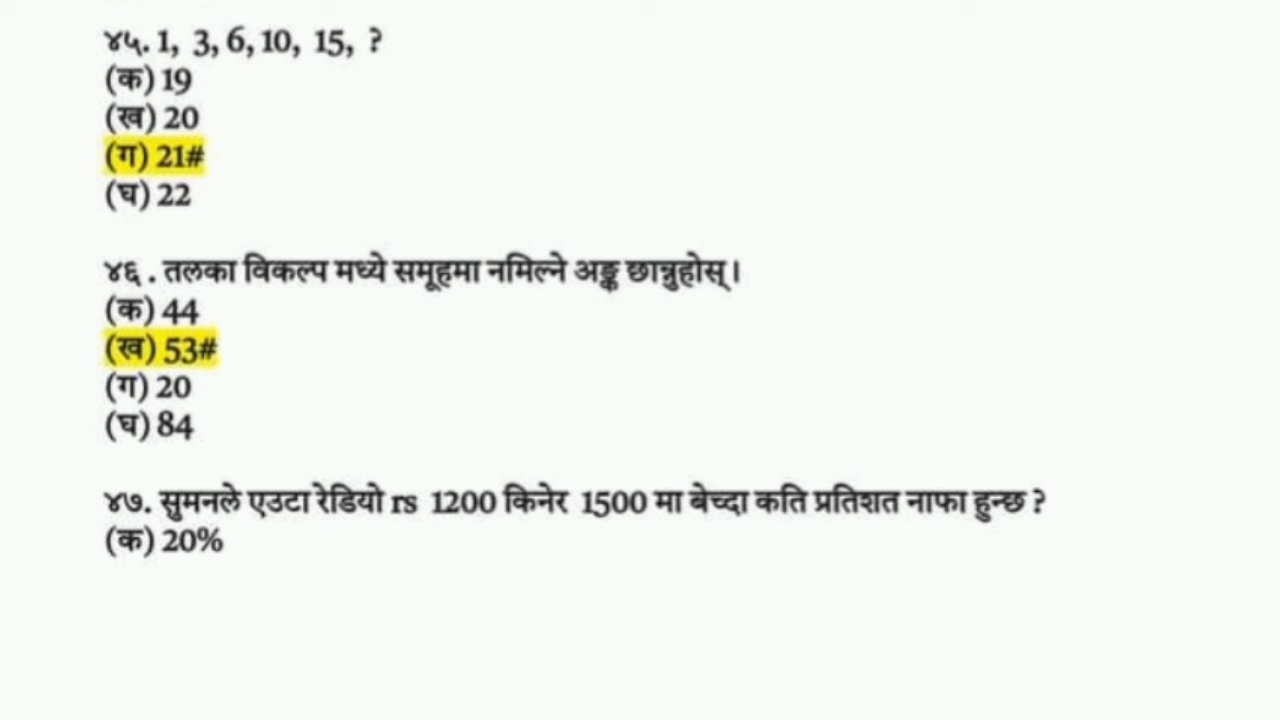 ४५. 1, 3, 6, 10, 15, ?
(क) 19
(ख) 20
(ग) 21#
(घ) 22
४६ . तलका विकल्प मध्ये समूहमा नमिल्ने अङ्क छान्नुहोस्।
(क) 44
(ख) 53#
(ग) 20
(घ) 84
४७. सुमनले एउटा रेडियो rs 1200 किनेर 1500 मा बेच्दा कति प्रतिशत नाफा हुन्छ ?
(क) 20%